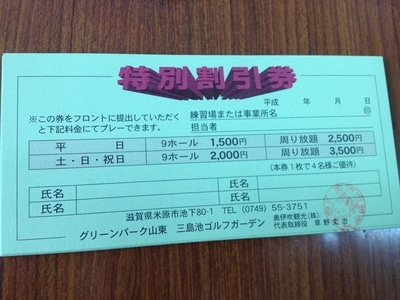 特別割引券
平成　　年　　月　　日
※この券をフロントに提出していただくと下記料金にてプレーできます。
練習場または事業所名
担当者
平　　日　9ホール 1,500円　周り放題 2,500円
土・日・祝日　9ホール 2,000円　周り放題 3,500円
(本券1枚で4名様ご優待)
氏名　　氏名
氏名　　氏名
滋賀県米原市池下80-1　TEL (0749) 55-3751
グリーンパーク山東　三島池ゴルフガーデン　奥伊吹観光(株)
代表取締役　草野丈治